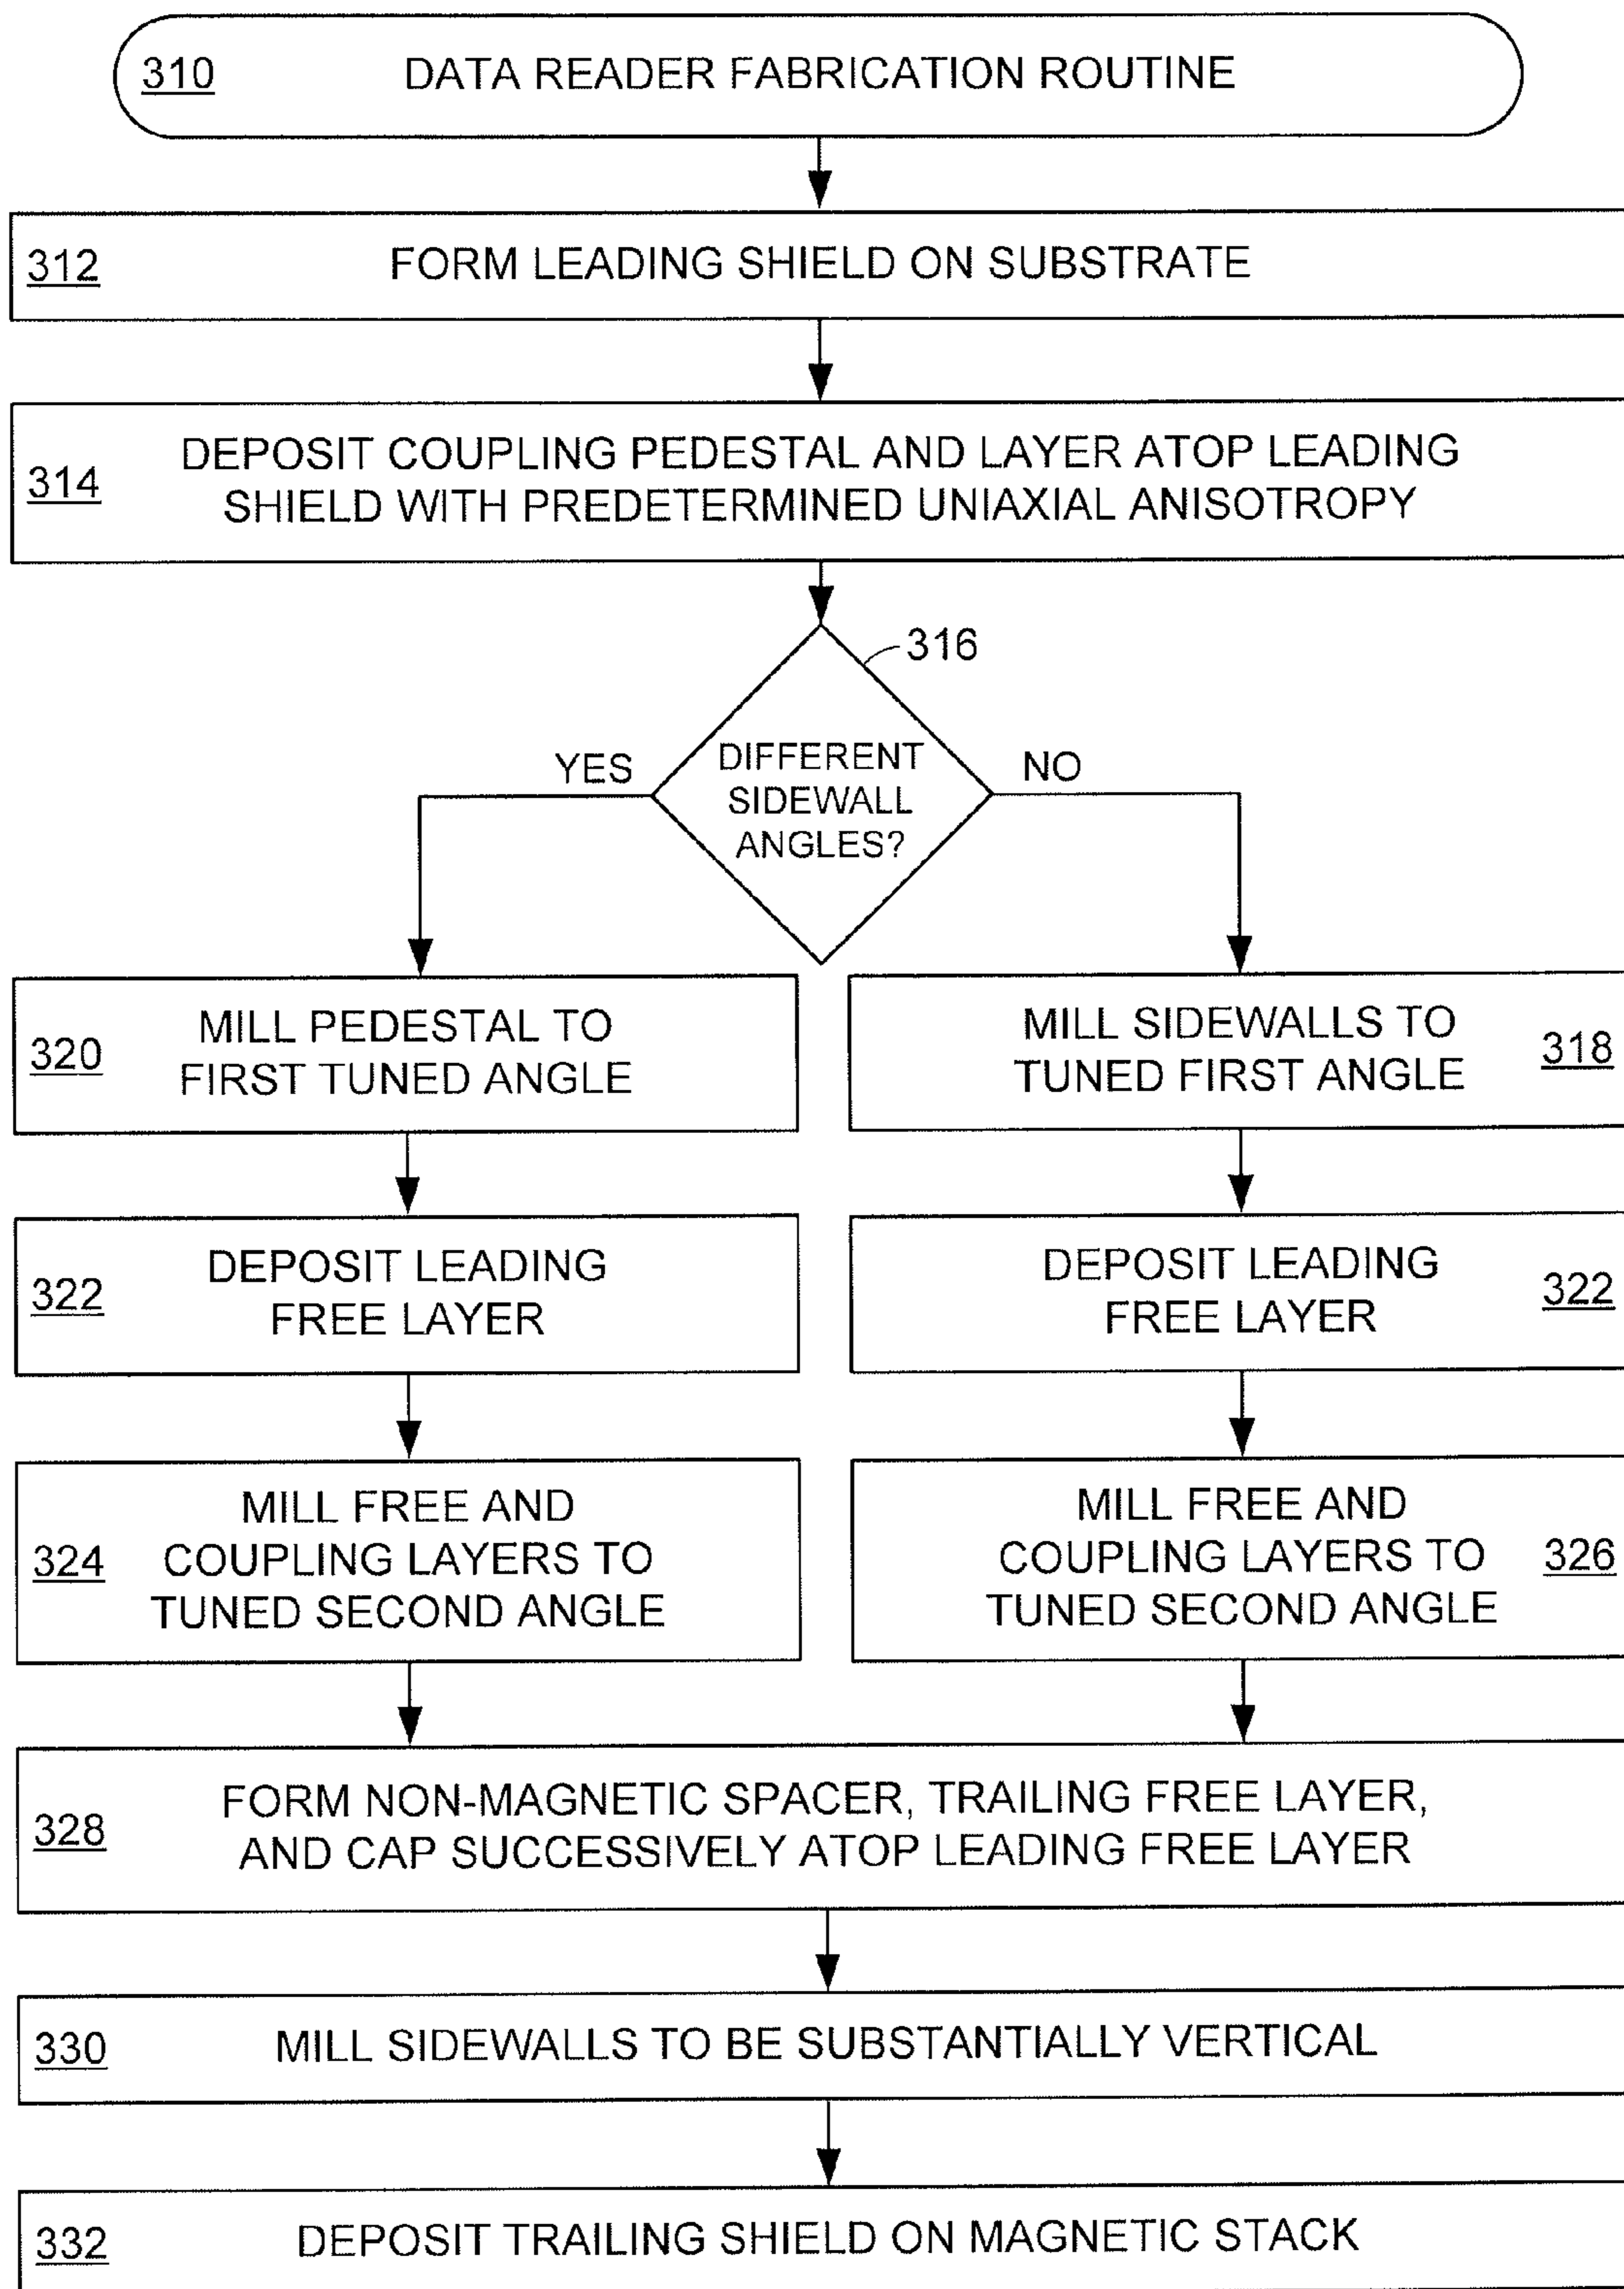 310 DATA READER FABRICATION ROUTINE
312 FORM LEADING SHIELD ON SUBSTRATE
314 DEPOSIT COUPLING PEDESTAL AND LAYER ATOP LEADING
SHIELD WITH PREDETERMINED UNIAXIAL ANISOTROPY
316
DIFFERENT
SIDEWALL
ANGLES?
YES
NO
320 MILL PEDESTAL TO
FIRST TUNED ANGLE
MILL SIDEWALLS TO
TUNED FIRST ANGLE
318
322 DEPOSIT LEADING
FREE LAYER
DEPOSIT LEADING
FREE LAYER
322
324 MILL FREE AND
COUPLING LAYERS TO
TUNED SECOND ANGLE
MILL FREE AND
COUPLING LAYERS TO
TUNED SECOND ANGLE
326
328 FORM NON-MAGNETIC SPACER, TRAILING FREE LAYER,
AND CAP SUCCESSIVELY ATOP LEADING FREE LAYER
330 MILL SIDEWALLS TO BE SUBSTANTIALLY VERTICAL
332 DEPOSIT TRAILING SHIELD ON MAGNETIC STACK